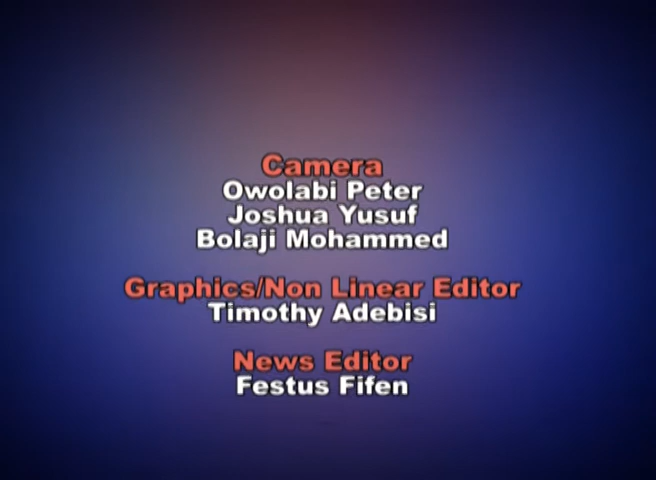 Camera
Owolabi Peter
Joshua Yusuf
Bolaji Mohammed
Graphics/Non Linear Editor
Timothy Adebisi
News Editor
Festus Fifen